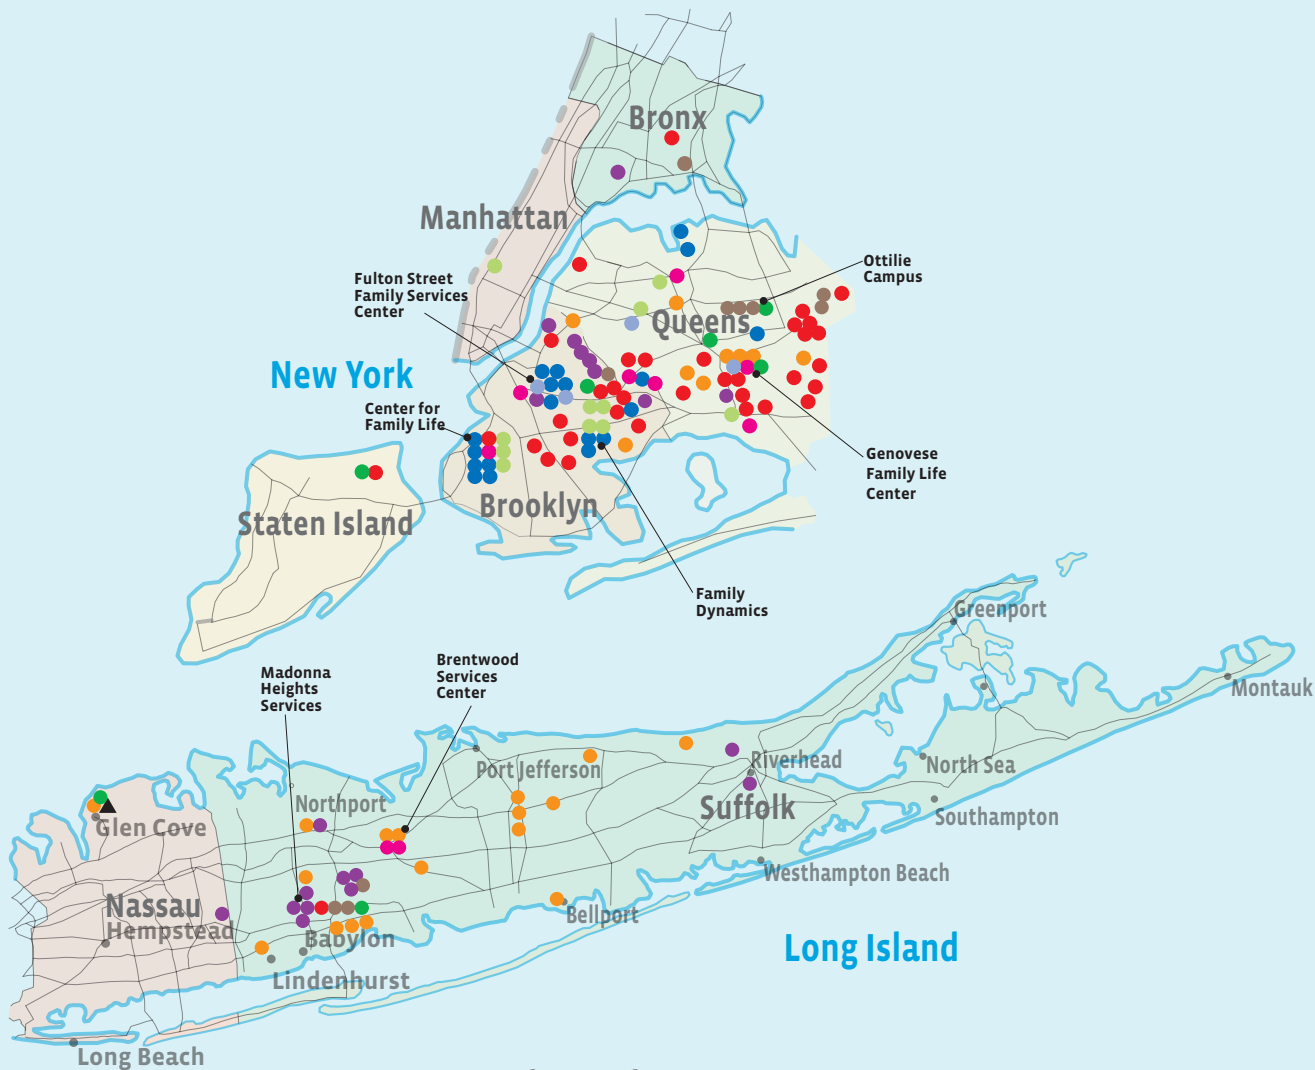 Bronx
Manhattan
Ottilie
Campus
Fulton Street
Family Services
Center
Queens
New York
Center for
Family Life
Genovese
Family Life
Center
Brooklyn
Staten Island
Family
Dynamics
Greenport
Madonna
Heights
Services
Brentwood
Services
Center
Montauk
Riverhead
North Sea
Port Jefferson
Northport
Suffolk
Southampton
Glen Cove
Westhampton Beach
Nassau
Bellport
Hempstead
Babylon
Long Island
Lindenhurst
Long Beach